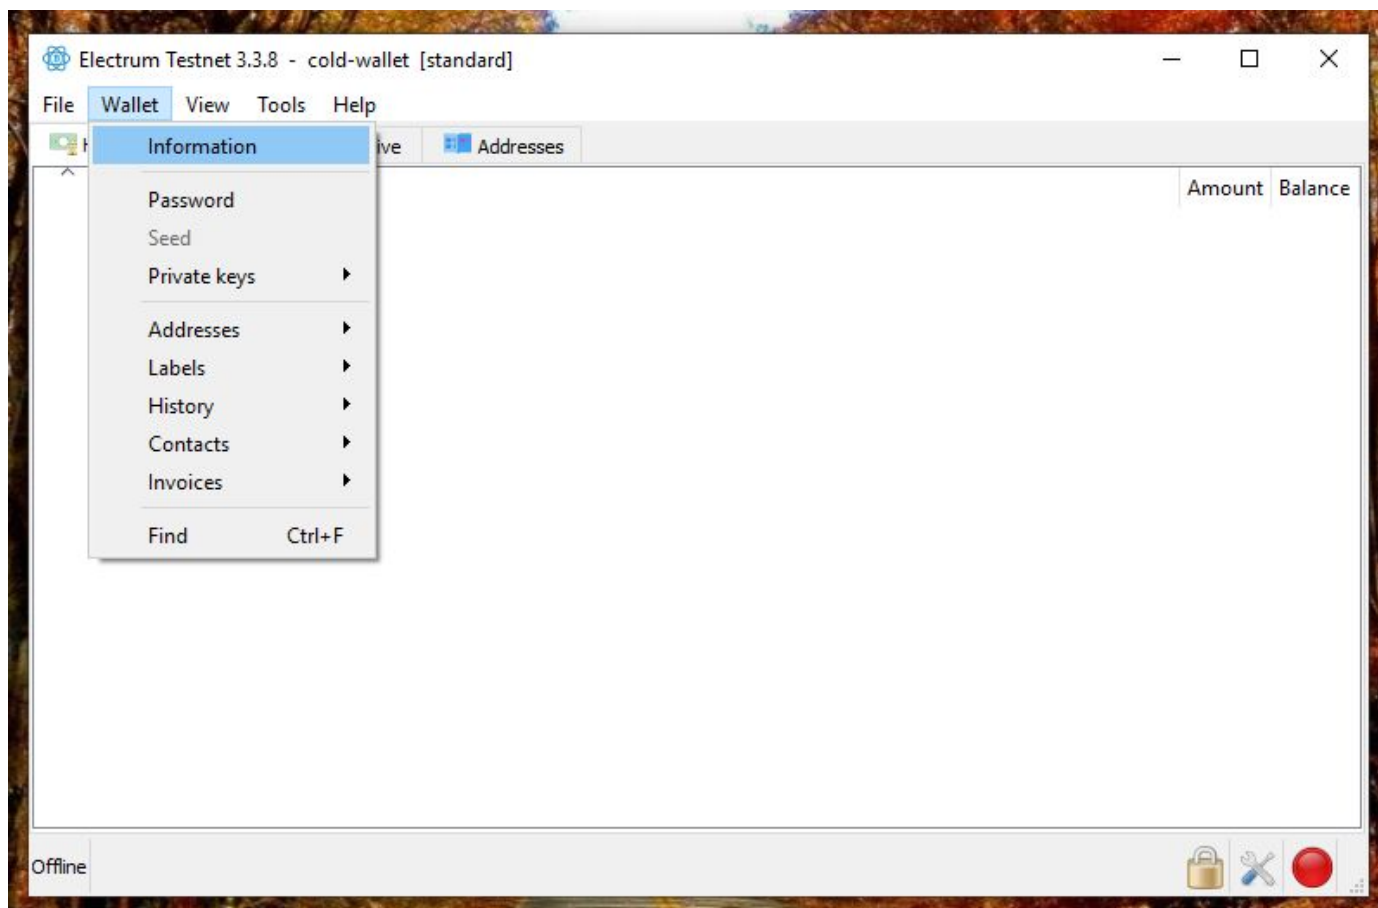 Electrum Testnet 3.3.8 - cold-wallet [standard]
File Wallet View Tools Help
Information
Addresses
Amount Balance
Password
Seed
Private keys
Addresses
Labels
History
Contacts
Invoices
Find Ctrl+F
Offline